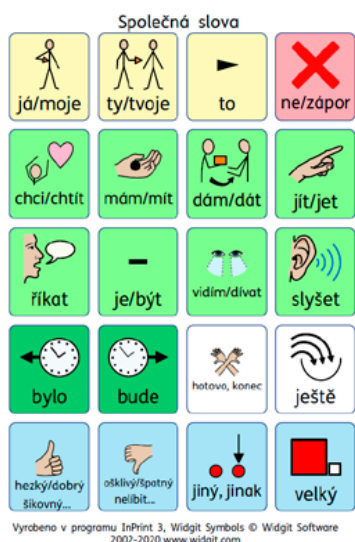 Společná slova
já/moje
ty/tvoje
to
ne/zápor
chci/chtít
mám/mít
dám/dát
jít/jet
říkat
je/být
vidím/dívat
slyšet
bylo
bude
hotovo, konec
ještě
hezký/dobrý
šikovný...
ošklivý/špatný
nelíbit...
jiný, jinak
velký
Vyrobeno v programu InPrint 3, Widgit Symbols © Widgit Software
2002-2020 www.widgit.com